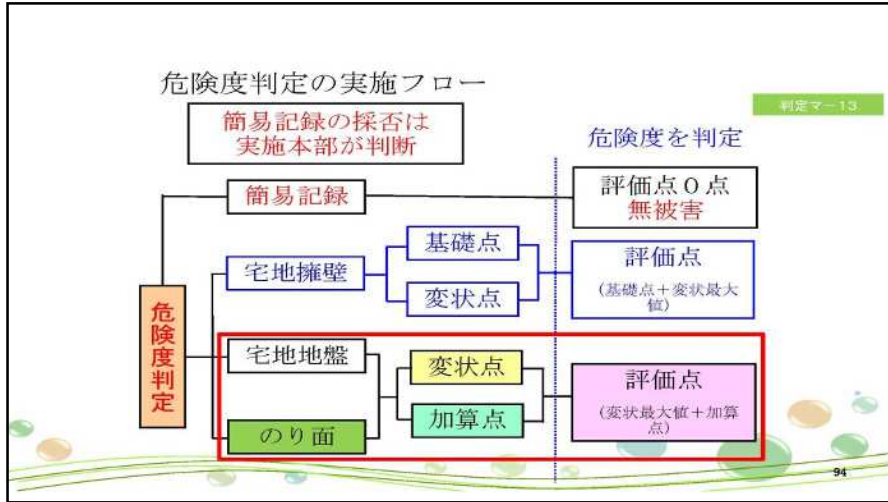 危険度判定の実施フロー
判定マー13
簡易記録の採否は
実施本部が判断
危険度を判定
簡易記録
評価点０点
無被害
宅地擁壁
基礎点
変状点
評価点
(基礎点＋変状最大
値)
危険度判定
宅地地盤
のり面
変状点
加算点
評価点
(変状最大値＋加算
点)
94